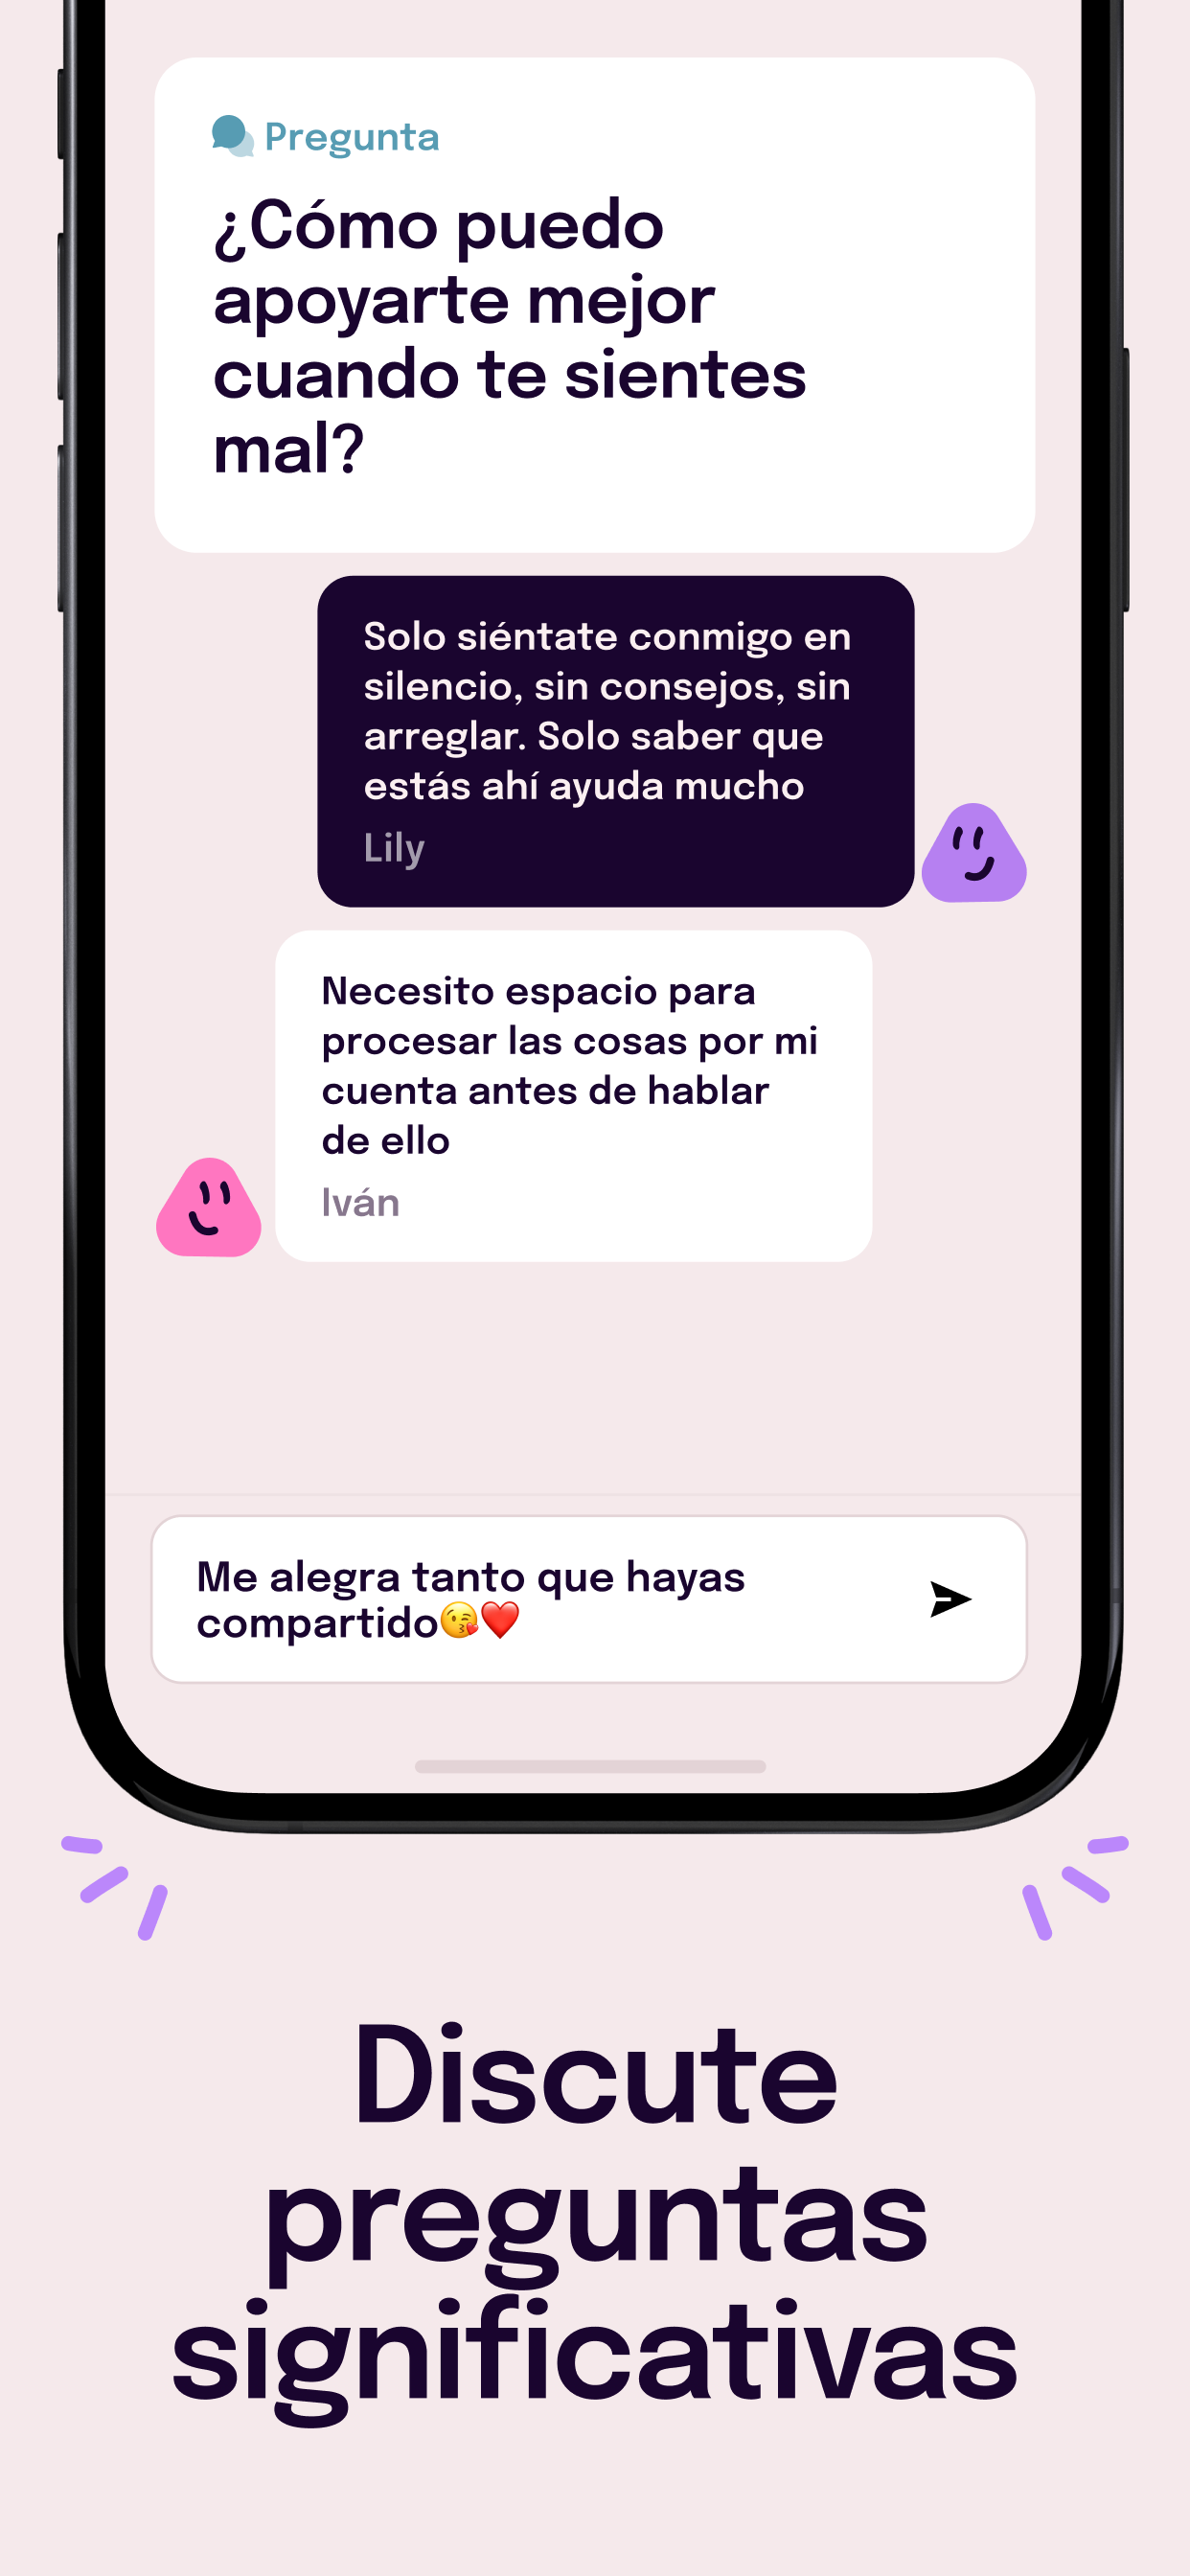 Pregunta
¿Cómo puedo
apoyarte mejor
cuando te sientes
mal?
Solo siéntate conmigo en
silencio, sin consejos, sin
arreglar. Solo saber que
estás ahí ayuda mucho
Lily
Necesito espacio para
procesar las cosas por mi
cuenta antes de hablar
de ello
Iván
Me alegra tanto que hayas
compartido😘❤️
Discute
preguntas
significativas